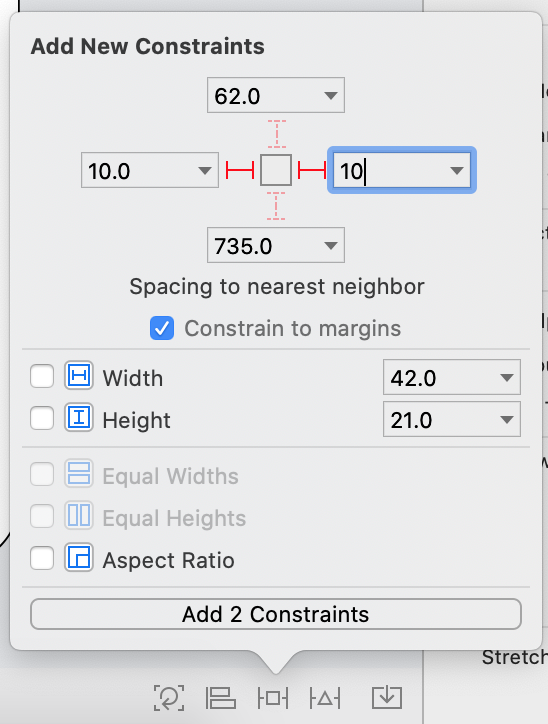 Add New Constraints
62.0
10.0
10
735.0
Spacing to nearest neighbor
Constrain to margins
Width
42.0
Height
21.0
Equal Widths
Equal Heights
Aspect Ratio
Add 2 Constraints
Stretch